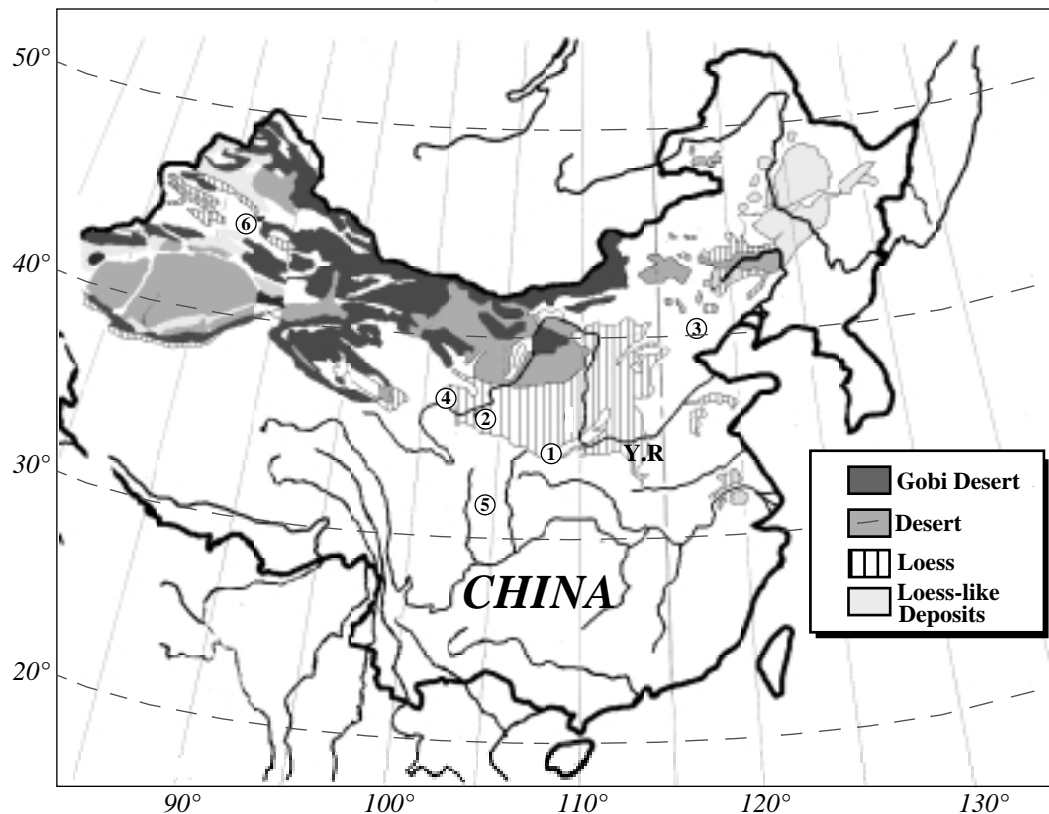 50°
40°
30°
20°
⑥
③
④
②
①
Y.R
⑤
CHINA
Gobi Desert
Desert
Loess
Loess-like
Deposits
90°
100°
110°
120°
130°